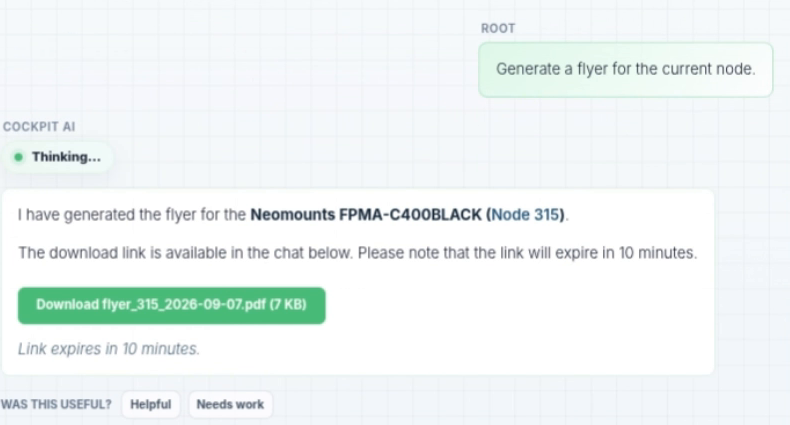 ROOT
Generate a flyer for the current node.
COCKPIT AI
Thinking...
I have generated the flyer for the Neomounts FPMA-C400BLACK (Node 315).
The download link is available in the chat below. Please note that the link will expire in 10 minutes.
Download flyer_315_2026-09-07.pdf (7 KB)
Link expires in 10 minutes.
WAS THIS USEFUL? Helpful Needs work